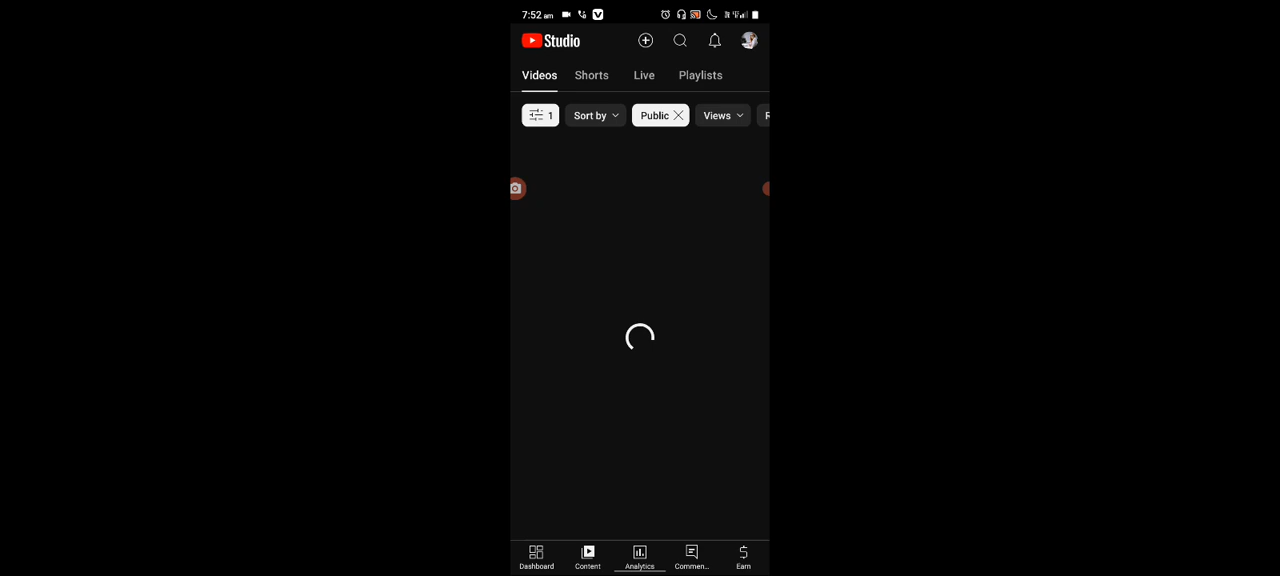 7:52 am
Studio
Videos Shorts Live Playlists
1 Sort by Public Views R
Dashboard Content Analytics Commen... Earn